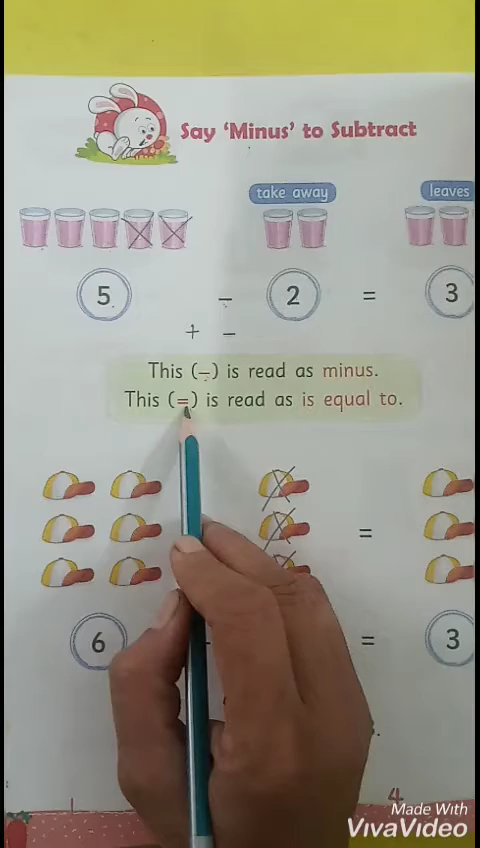 Say 'Minus' to Subtract
take away
leaves
5 - 2 = 3
+ -
This (-) is read as minus.
This (=) is read as is equal to.
=
6 - = 3
4
Made With
VivaVideo